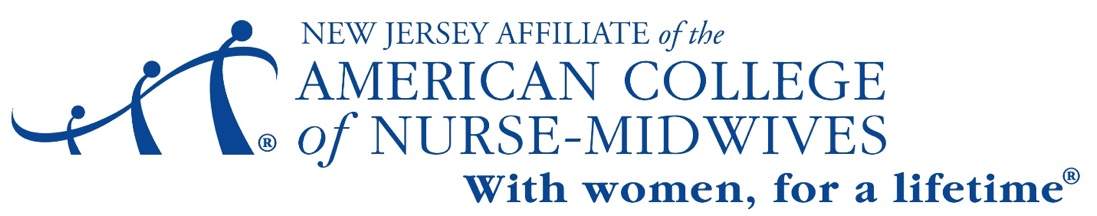 NEW JERSEY AFFILIATE of the
AMERICAN COLLEGE
of NURSE-MIDWIVES
®
With women, for a lifetime®